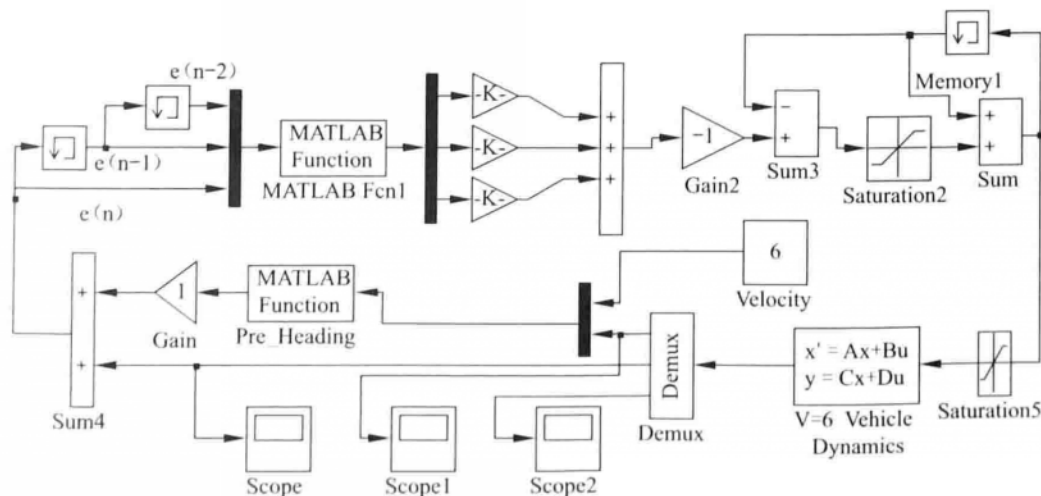 e(n-2)
e(n-1)
e(n)
MATLAB
Function
MATLAB Fcn1
-K-
-K-
-K-
+
+
+
-1
Gain2
−
+
Sum3
Saturation2
Memory1
+
+
Sum
6
Velocity
MATLAB
Function
Pre_Heading
1
Gain
+
+
Sum4
Demux
Demux
x' = Ax+Bu
y = Cx+Du
V=6 Vehicle
Dynamics
Saturation5
Scope
Scope1
Scope2